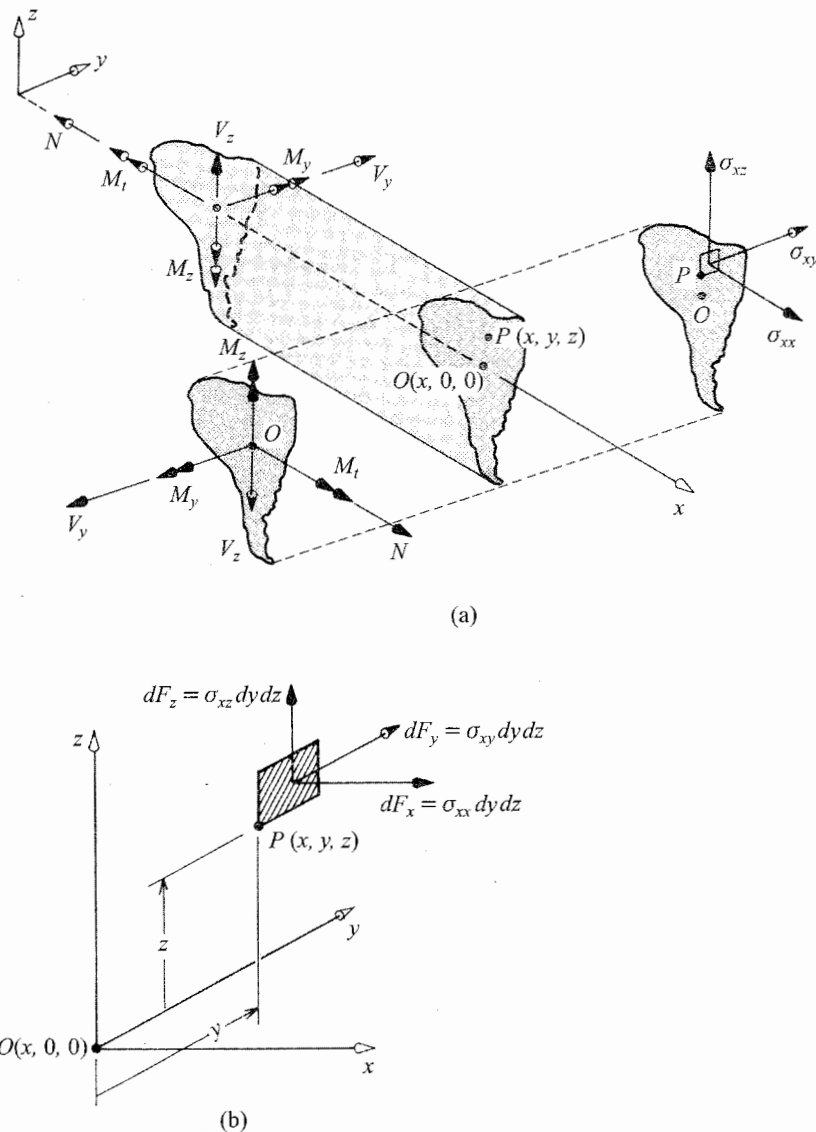 z
y
N
V_z
M_y
V_y
M_t
M_z
σ_xz
σ_xy
P
O
σ_xx
P (x, y, z)
O(x, 0, 0)
M_z
O
M_t
M_y
V_y
V_z
N
x
(a)
dF_z = σ_xz dy dz
z
dF_y = σ_xy dy dz
dF_x = σ_xx dy dz
P (x, y, z)
z
y
y
O(x, 0, 0)
x
(b)